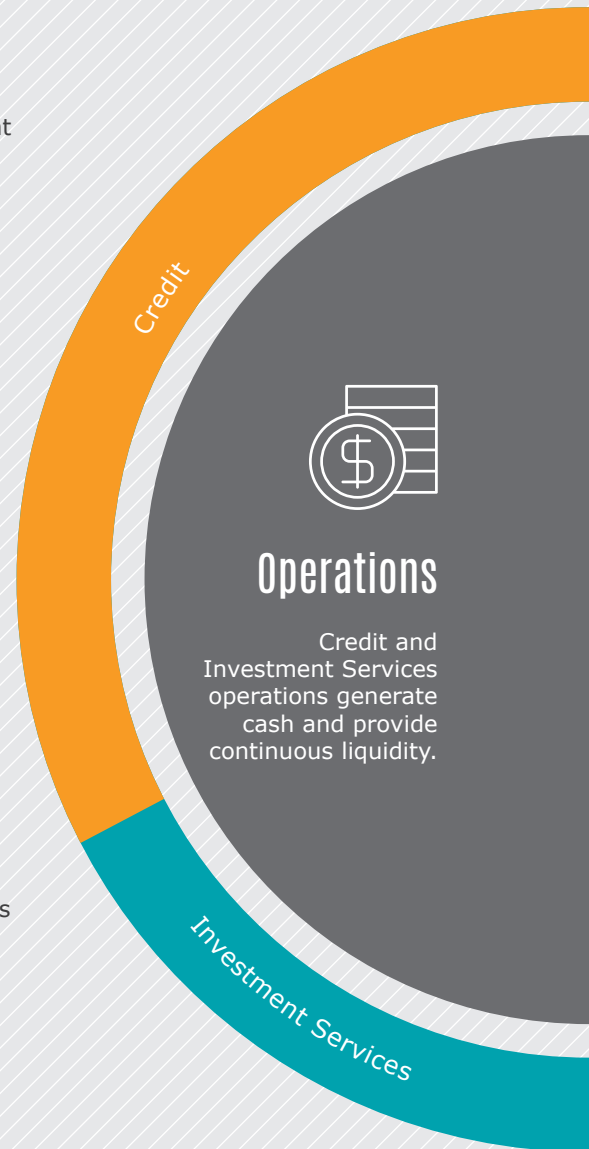 Credit
$
Operations
Credit and
Investment Services
operations generate
cash and provide
continuous liquidity.
Investment Services